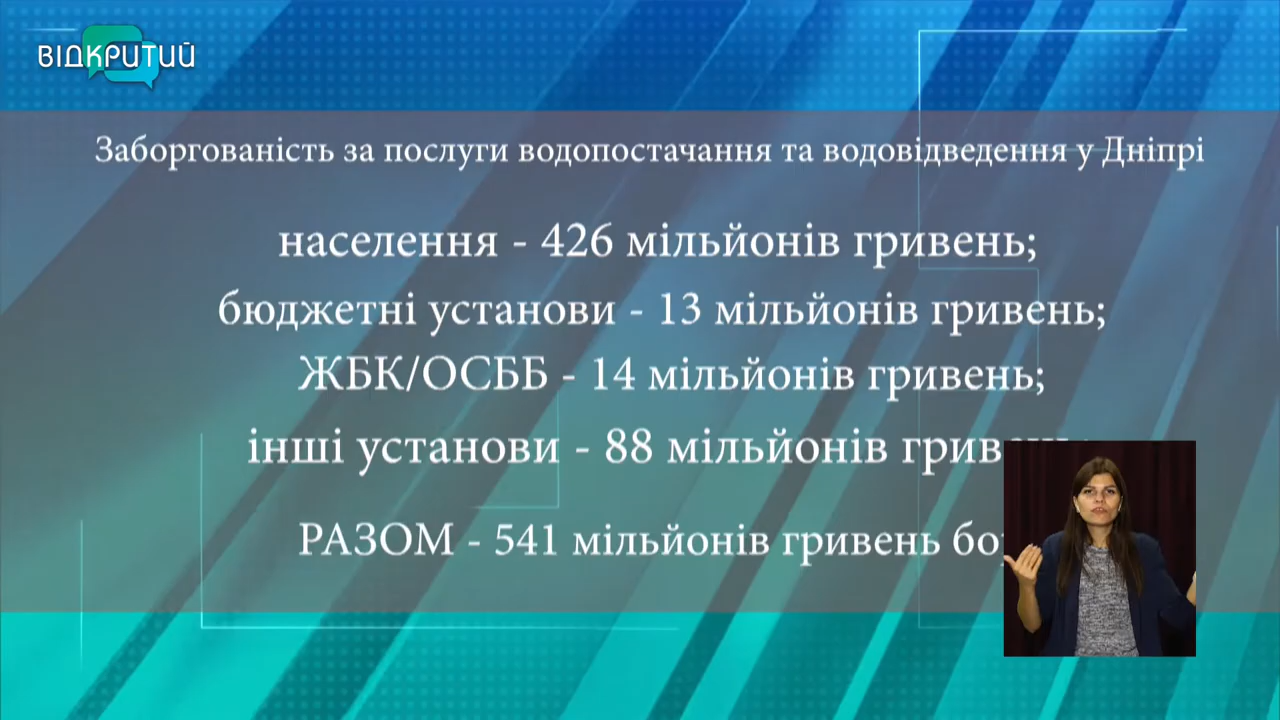 ВІДКРИТИЙ
Заборгованість за послуги водопостачання та водовідведення у Дніпрі
населення - 426 мільйонів гривень;
бюджетні установи - 13 мільйонів гривень;
ЖБК/ОСББ - 14 мільйонів гривень;
інші установи - 88 мільйонів
РАЗОМ - 541 мільйонів гривень